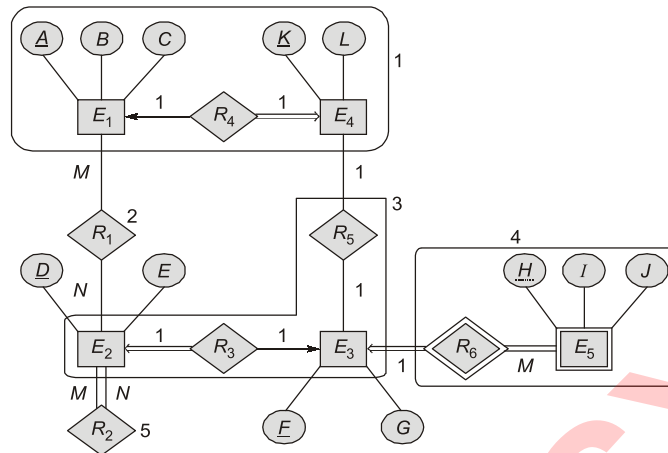 A B C K L
1
E1 1 R4 1 E4
M 1
2 3
R1 R5
4
D E N 1 H I J
E2 1 R3 1 E3 1 R6 M E5
M N
R2 5 F G